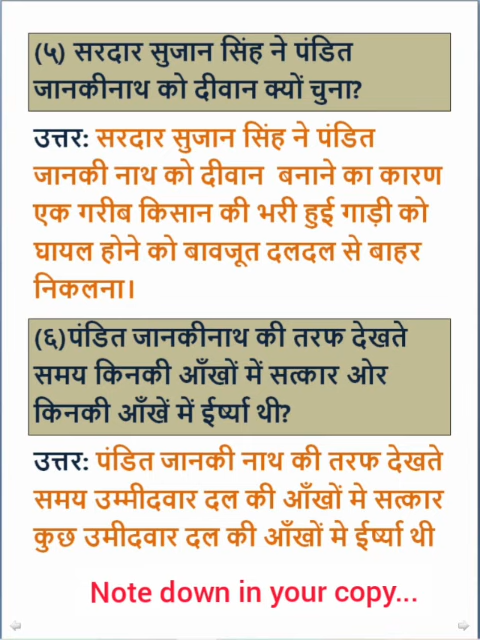 (५) सरदार सुजान सिंह ने पंडित
जानकीनाथ को दीवान क्यों चुना?
उत्तर: सरदार सुजान सिंह ने पंडित
जानकी नाथ को दीवान बनाने का कारण
एक गरीब किसान की भरी हुई गाड़ी को
घायल होने को बावजूत दलदल से बाहर
निकलना।
(६)पंडित जानकीनाथ की तरफ देखते
समय किनकी आँखों में सत्कार ओर
किनकी आँखें में ईर्ष्या थी?
उत्तर: पंडित जानकी नाथ की तरफ देखते
समय उम्मीदवार दल की आँखों मे सत्कार
कुछ उमीदवार दल की आँखों मे ईर्ष्या थी
Note down in your copy...